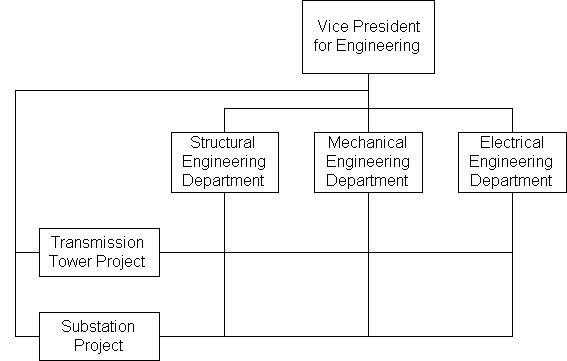 Vice President
for Engineering
Structural
Engineering
Department
Mechanical
Engineering
Department
Electrical
Engineering
Department
Transmission
Tower Project
Substation
Project